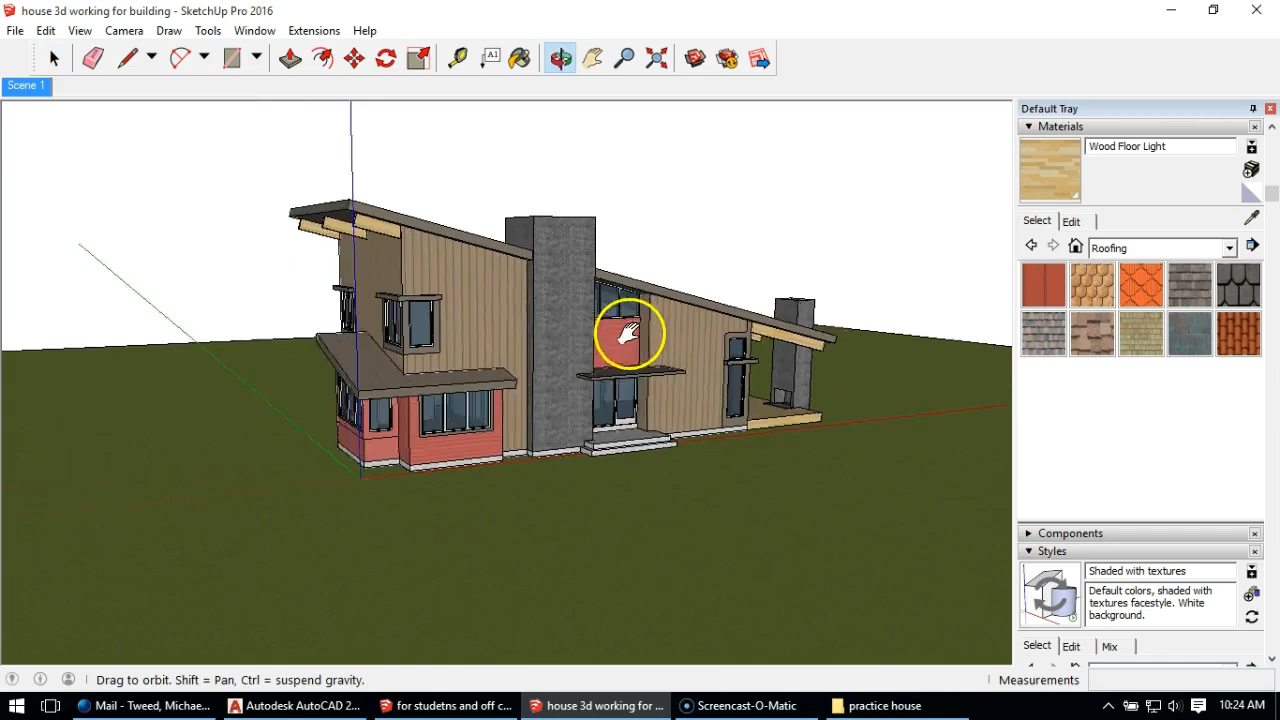 house 3d working for building - SketchUp Pro 2016
File Edit View Camera Draw Tools Window Extensions Help
A1
Scene 1
Default Tray
Materials
Wood Floor Light
Select Edit
Roofing
Components
Styles
Shaded with textures
Default colors, shaded with
textures facestyle. White
background.
Select Edit Mix
Drag to orbit. Shift = Pan, Ctrl = suspend gravity.
Measurements
Mail - Tweed, Michae... Autodesk AutoCAD 2... for studetns and off c... house 3d working for ... Screencast-O-Matic practice house 10:24 AM